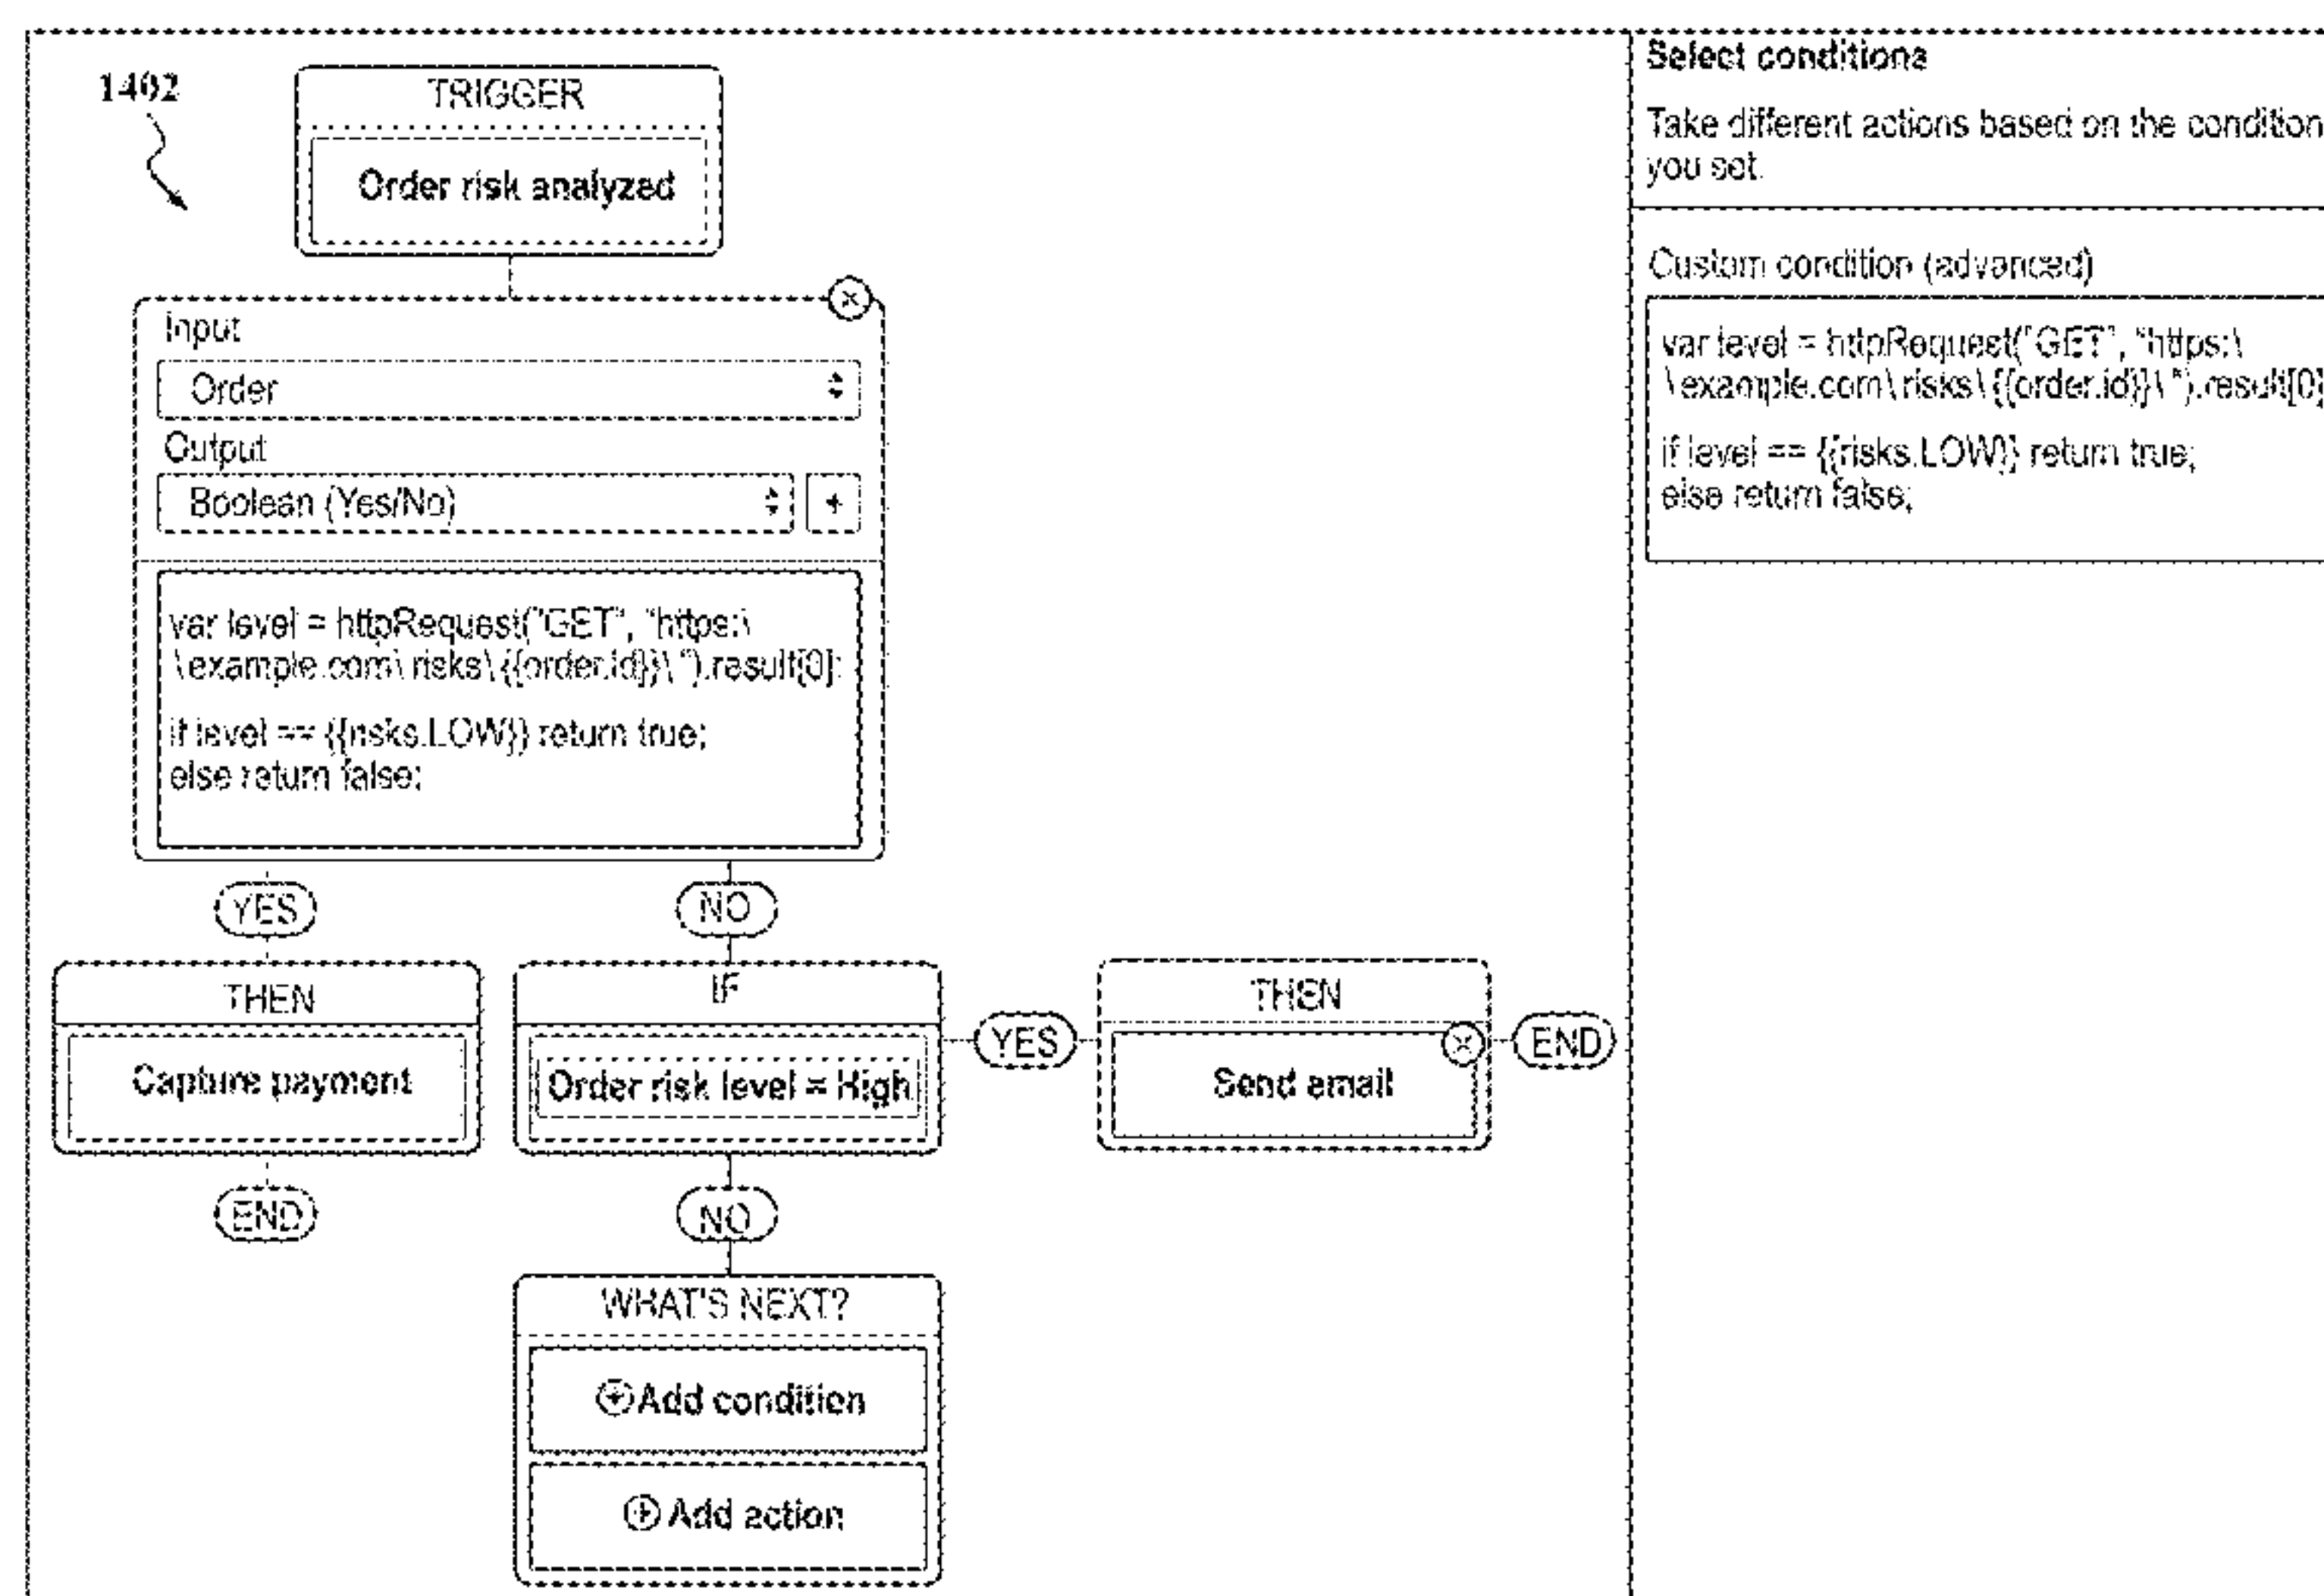 1402
TRIGGER
Order risk analyzed
Input
Order
Output
Boolean (Yes/No)
+
var level = httpRequest("GET", "https:\
\example.com\risks\{{order.id}}\").result[0];
if level == {{risks.LOW}} return true;
else return false;
YES
NO
THEN
Capture payment
END
IF
Order risk level = High
YES
THEN
Send email
END
NO
WHAT'S NEXT?
Add condition
Add action
Select conditions
Take different actions based on the condition
you set.
Custom condition (advanced)
var level = httpRequest("GET", "https:\
\example.com\risks\{{order.id}}\").result[0]
if level == {{risks.LOW}} return true;
else return false;